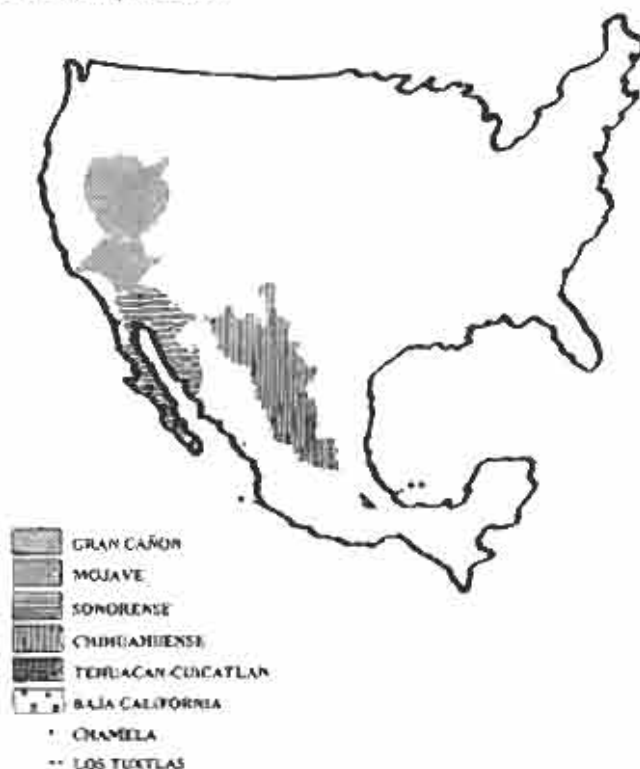 GRAN CAÑON
MOJAVE
SONORENSE
CHIHUAHUENSE
TEHUACAN-CUICATLAN
BAJA CALIFORNIA
CHAMELA
LOS TUXTLAS